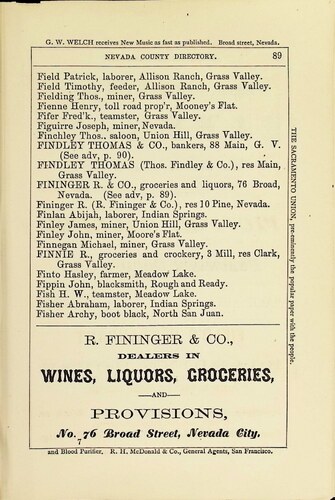 G. W. WELCH receives New Music as fast as published. Broad street, Nevada.
NEVADA COUNTY DIRECTORY. 89
Field Patrick, laborer, Allison Ranch, Grass Valley.
Field Timothy, feeder, Allison Ranch, Grass Valley.
Fielding Thos., miner, Grass Valley.
Fienne Henry, toll road prop'r, Mooney's Flat.
Fifer Fred'k., teamster, Grass Valley.
Figuirre Joseph, miner, Nevada.
Finchley Thos., saloon, Union Hill, Grass Valley.
FINDLEY THOMAS & CO., bankers, 88 Main, G. V.
(See adv, p. 90).
FINDLEY THOMAS (Thos. Findley & Co.), res Main,
Grass Valley.
FININGER R. & CO., groceries and liquors, 76 Broad,
Nevada. (See adv, p. 89).
Fininger R. (R. Fininger & Co.), res 10 Pine, Nevada.
Finlan Abijah, laborer, Indian Springs.
Finley James, miner, Union Hill, Grass Valley.
Finley John, miner, Moore's Flat.
Finnegan Michael, miner, Grass Valley.
FINNIE R., groceries and crockery, 3 Mill, res Clark,
Grass Valley.
Finto Hasley, farmer, Meadow Lake.
Fippin John, blacksmith, Rough and Ready.
Fish H. W., teamster, Meadow Lake.
Fisher Abraham, laborer, Indian Springs.
Fisher Archy, boot black, North San Juan.
THE SACRAMENTO UNION, pre-eminently the popular paper with the people.
R. FININGER & CO.,
DEALERS IN
WINES, LIQUORS, GROCERIES,
—AND—
PROVISIONS,
No. 76 Broad Street, Nevada City.
7
and Blood Purifier. R. H. McDonald & Co., General Agents, San Francisco.